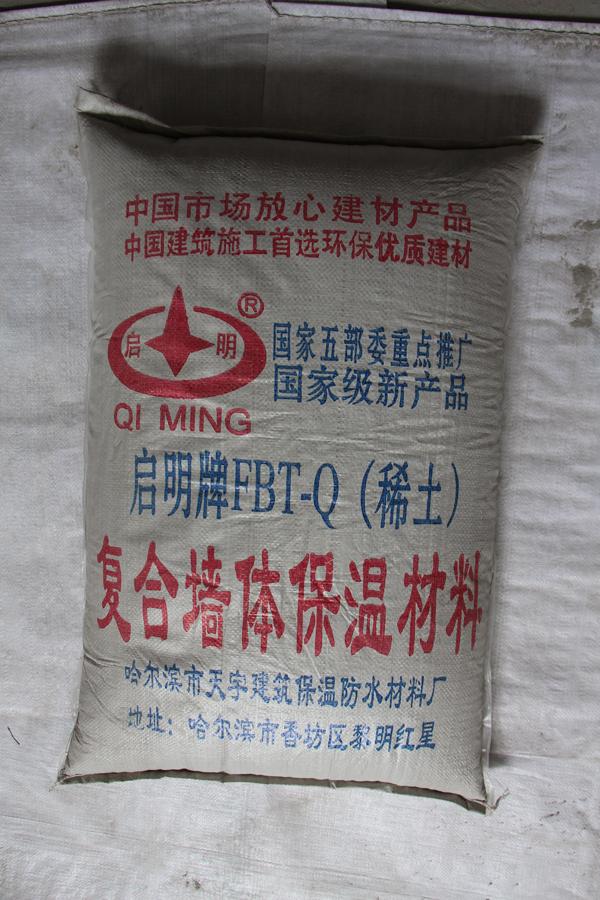 中国市场放心建材产品
中国建筑施工首选环保优质建材
启 明
®
QI MING
国家五部委重点推广
国家级新产品
启明牌FBT-Q（稀土）
复合墙体保温材料
哈尔滨市天宇建筑保温防水材料厂
地址：哈尔滨市香坊区黎明红星